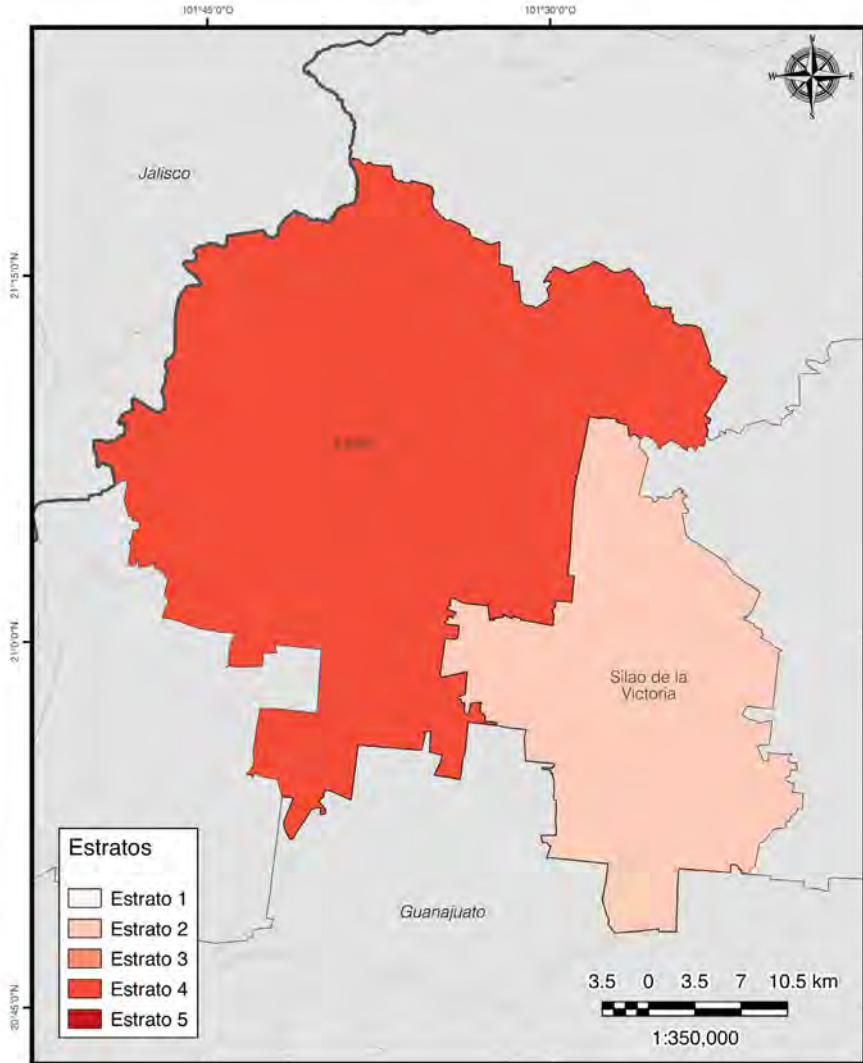 101°45'0"O
101°30'0"O
N
W
E
S
Jalisco
21°15'0"N
21°0'0"N
Silao de la
Victoria
Estratos
Estrato 1
Estrato 2
Estrato 3
Estrato 4
Estrato 5
Guanajuato
20°45'0"N
3.5 0 3.5 7 10.5 km
1:350,000